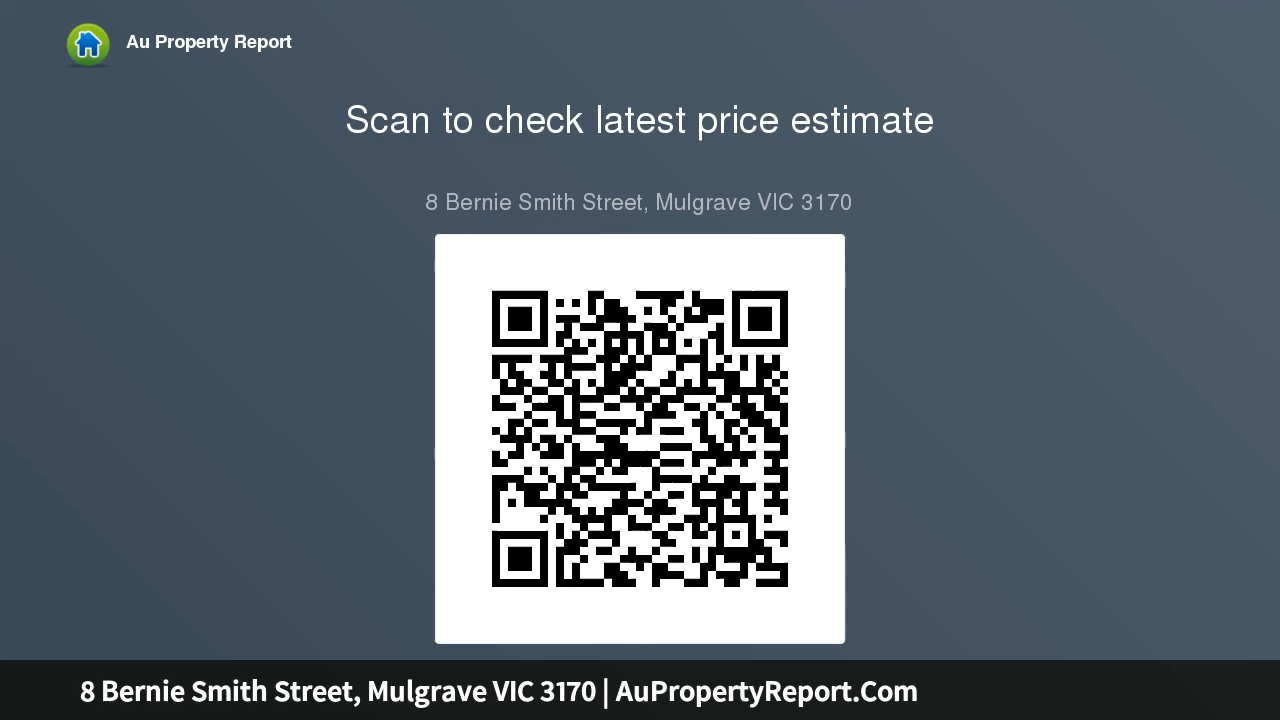 Au Property Report
Scan to check latest price estimate
8 Bernie Smith Street, Mulgrave VIC 3170
8 Bernie Smith Street, Mulgrave VIC 3170 | AuPropertyReport.Com